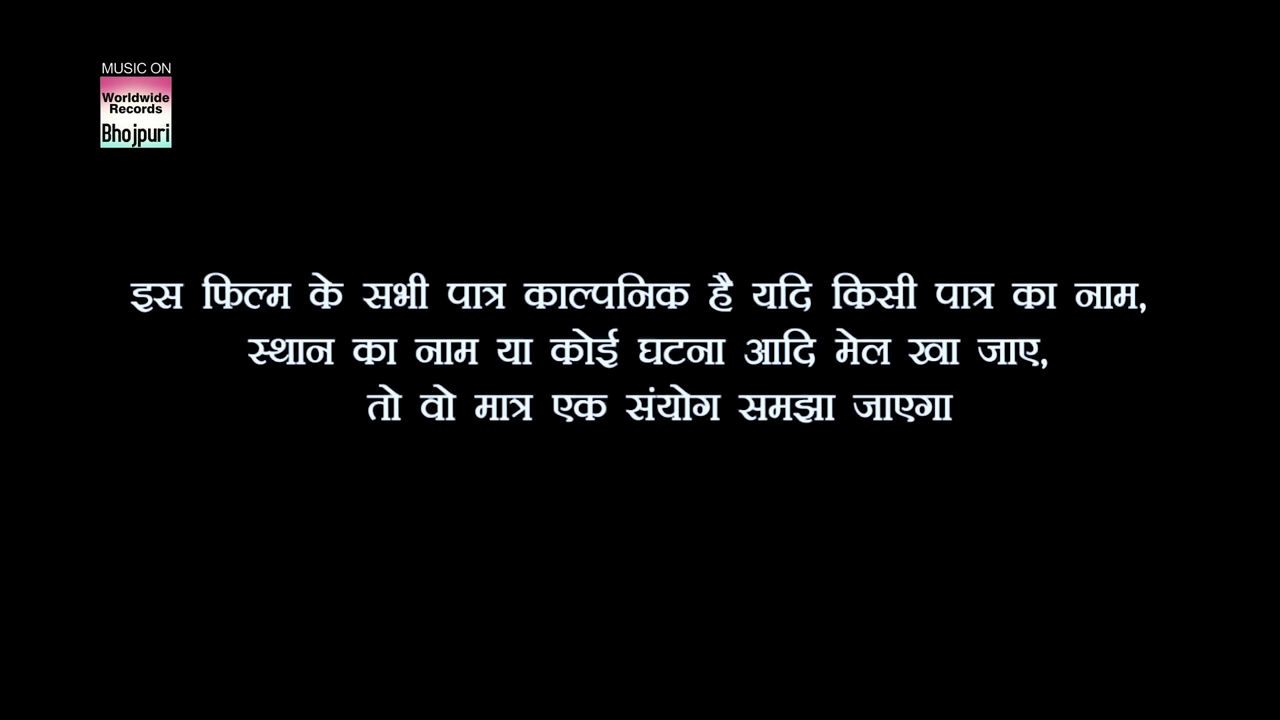 MUSIC ON
Worldwide
Records
Bhojpuri
इस फिल्म के सभी पात्र काल्पनिक है यदि किसी पात्र का नाम,
स्थान का नाम या कोई घटना आदि मेल खा जाए,
तो वो मात्र एक संयोग समझा जाएगा